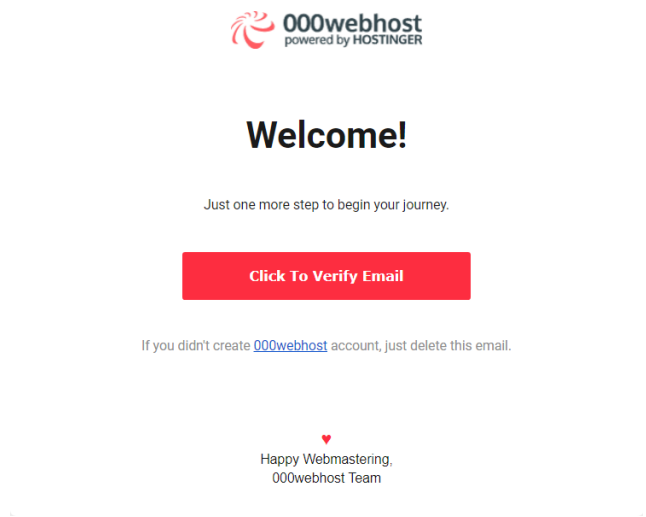 000webhost
powered by HOSTINGER
Welcome!
Just one more step to begin your journey.
Click To Verify Email
If you didn't create 000webhost account, just delete this email.
♥
Happy Webmastering,
000webhost Team